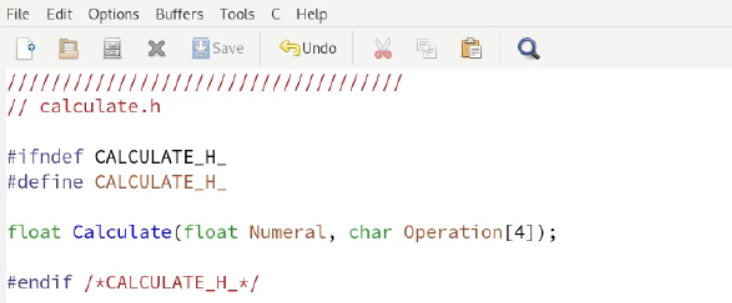 File Edit Options Buffers Tools C Help
Save Undo
////////////////////////////////////
// calculate.h
#ifndef CALCULATE_H_
#define CALCULATE_H_
float Calculate(float Numeral, char Operation[4]);
#endif /*CALCULATE_H_*/